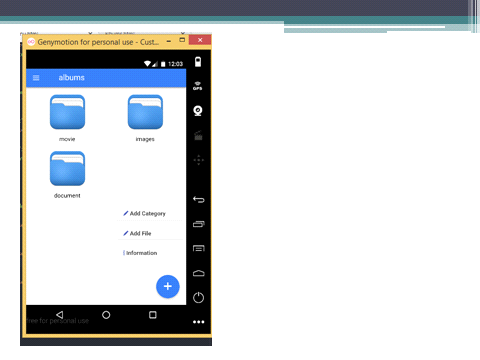 Genymotion for personal use - Cust...
12:03
albums
GPS
movie
images
document
Add Category
Add File
Information
free for personal use